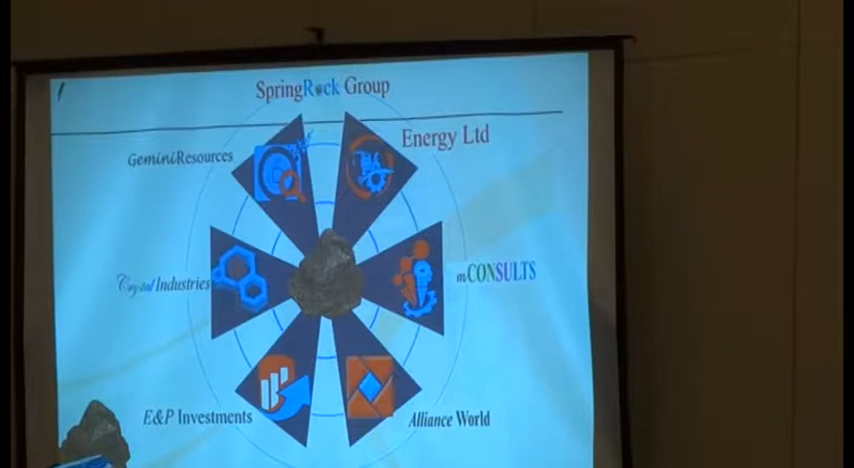 SpringRock Group
Energy Ltd
GeminiResources
Crystal Industries
mCONSULTS
E&P Investments
Alliance World